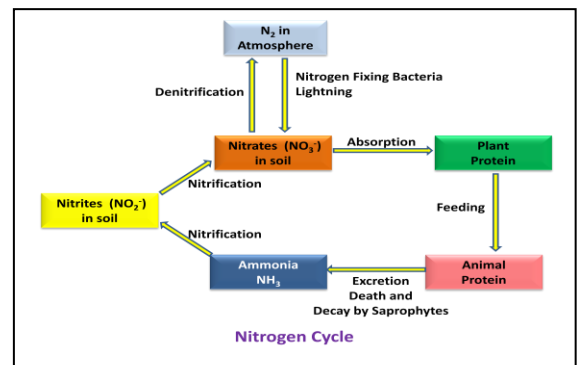 N₂ in
Atmosphere
Denitrification
Nitrogen Fixing Bacteria
Lightning
Nitrates (NO₃⁻)
in soil
Absorption
Plant
Protein
Nitrification
Nitrites (NO₂⁻)
in soil
Feeding
Nitrification
Ammonia
NH₃
Excretion
Death and
Decay by Saprophytes
Animal
Protein
Nitrogen Cycle